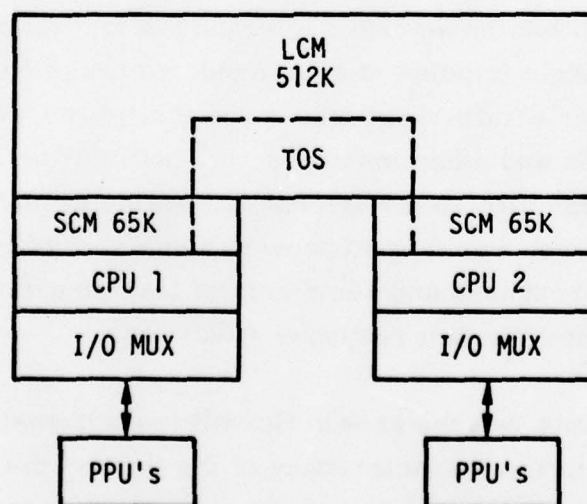 LCM
512K
TOS
SCM 65K
SCM 65K
CPU 1
CPU 2
I/O MUX
I/O MUX
PPU's
PPU's